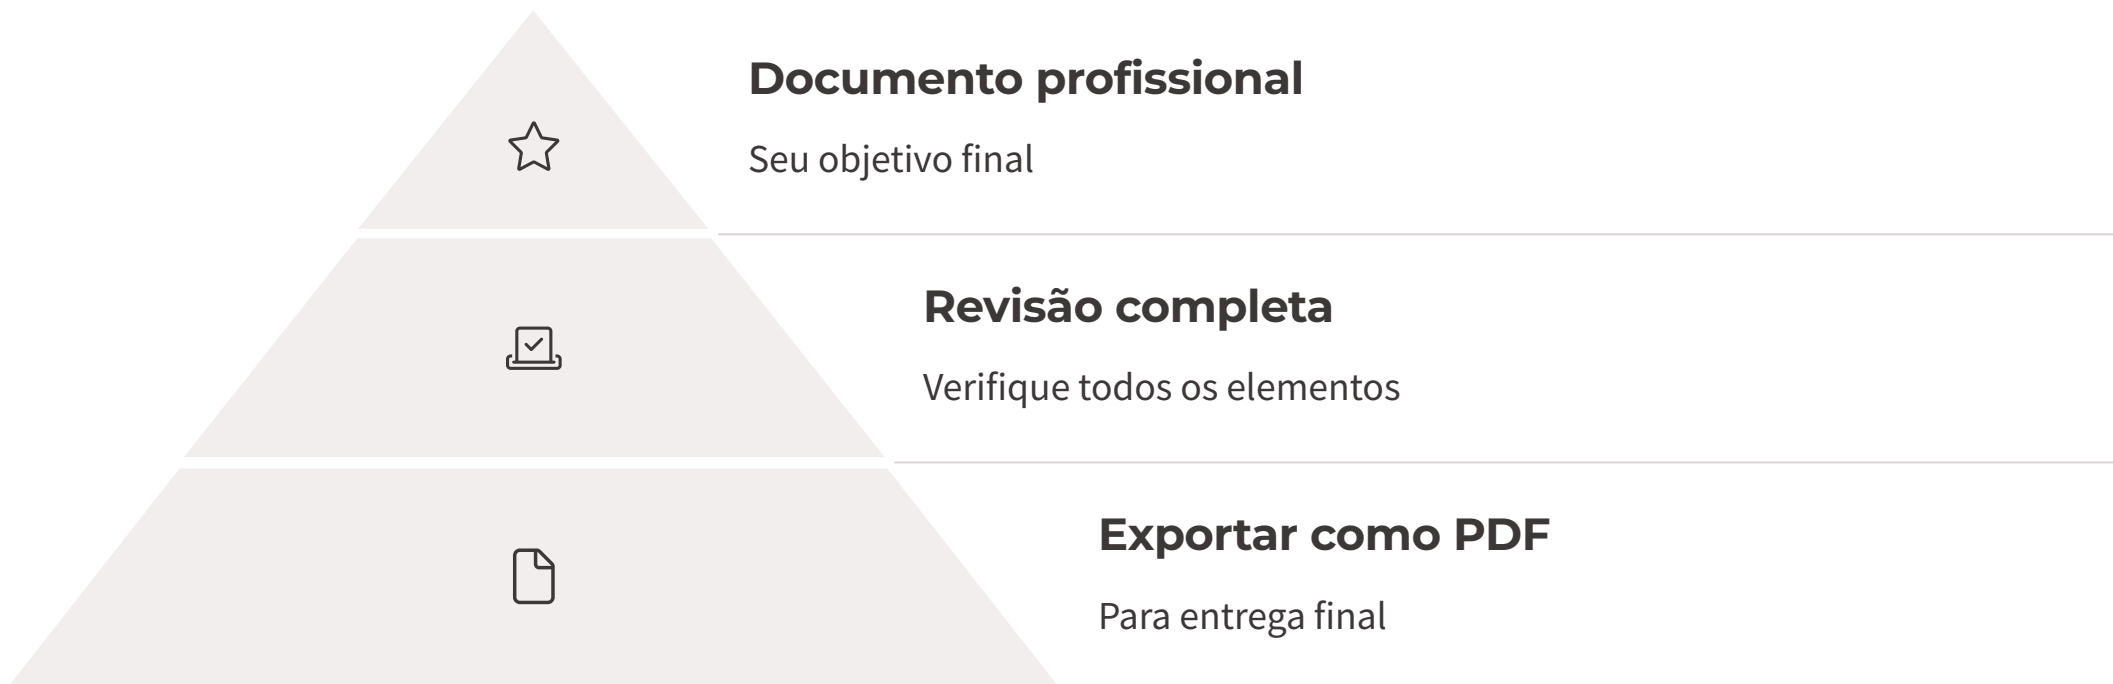 Documento profissional
Seu objetivo final
Revisão completa
Verifique todos os elementos
Exportar como PDF
Para entrega final